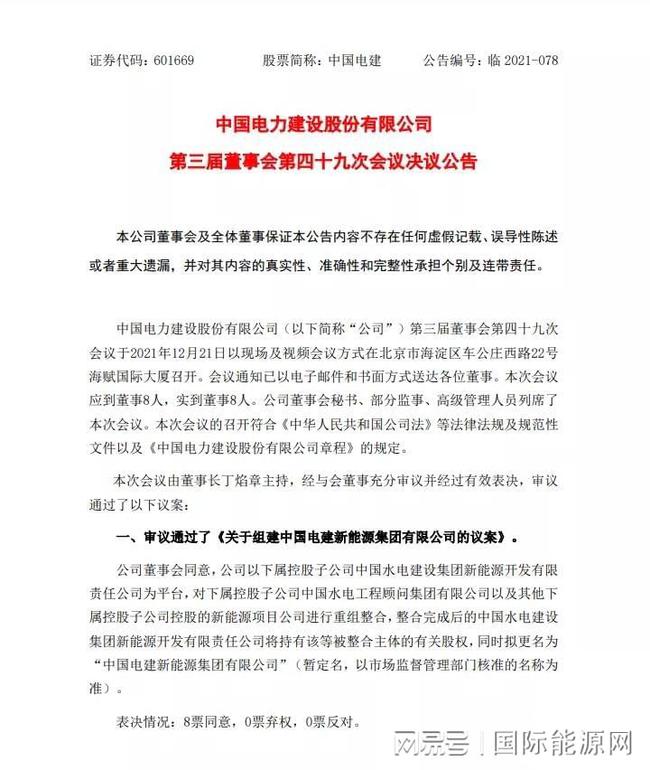 证券代码：601669 股票简称：中国电建 公告编号：临 2021-078
中国电力建设股份有限公司
第三届董事会第四十九次会议决议公告
本公司董事会及全体董事保证本公告内容不存在任何虚假记载、误导性陈述
或者重大遗漏，并对其内容的真实性、准确性和完整性承担个别及连带责任。
中国电力建设股份有限公司（以下简称“公司”）第三届董事会第四十九次
会议于2021年12月21日以现场及视频会议方式在北京市海淀区车公庄西路22号
海赋国际大厦召开。会议通知已以电子邮件和书面方式送达各位董事。本次会议
应到董事8人，实到董事8人。公司董事会秘书、部分监事、高级管理人员列席了
本次会议。本次会议的召开符合《中华人民共和国公司法》等法律法规及规范性
文件以及《中国电力建设股份有限公司章程》的规定。
本次会议由董事长丁焰章主持，经与会董事充分审议并经过有效表决，审议
通过了以下议案：
一、审议通过了《关于组建中国电建新能源集团有限公司的议案》。
公司董事会同意，公司以下属控股子公司中国水电建设集团新能源开发有限
责任公司为平台，对下属子公司中国水电工程顾问集团有限公司以及其他下
属控股子公司控股的新能源项目公司进行重组整合，整合完成后的中国水电建设
集团新能源开发有限责任公司将持有该等被整合主体的有关股权，同时拟更名为
“中国电建新能源集团有限公司”（暂定名，以市场监督管理部门核准的名称为
准）。
表决情况：8票同意，0票弃权，0票反对。
网易号 | 国际能源网